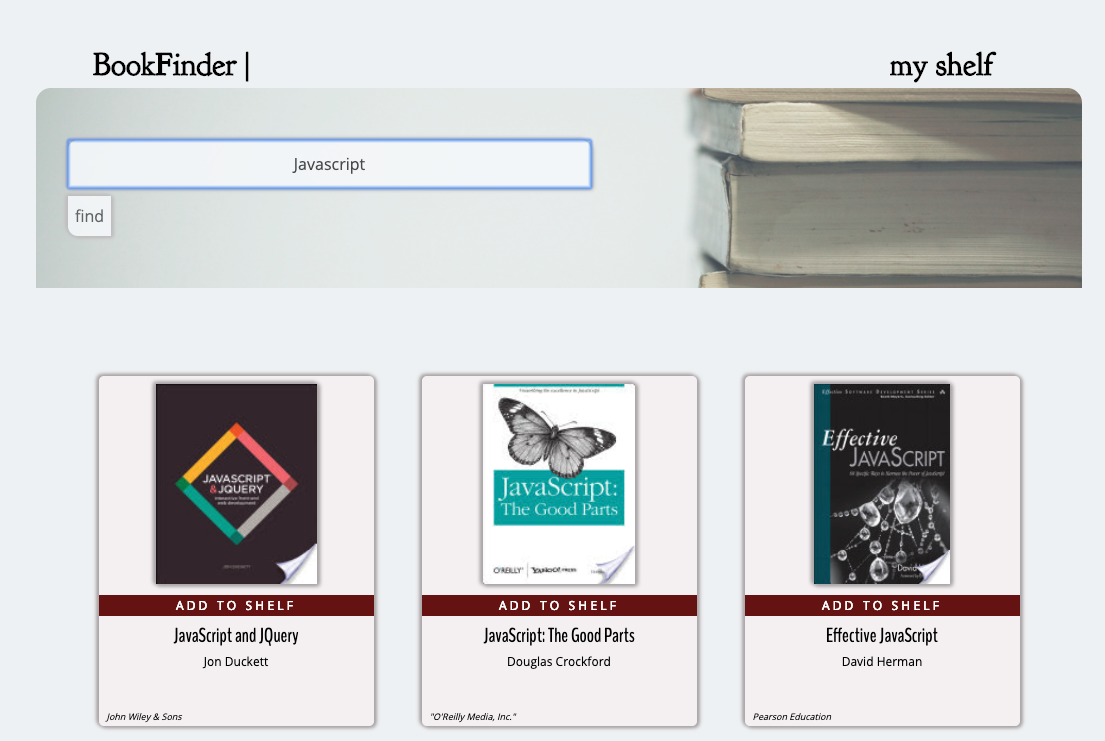 BookFinder |
my shelf
Javascript
find
JAVASCRIPT
& JQUERY
interactive front-end
web development
JON DUCKETT
ADD TO SHELF
JavaScript and JQuery
Jon Duckett
John Wiley & Sons
Unearthing the Excellence in JavaScript
JavaScript:
The Good Parts
O'REILLY
YAHOO! PRESS
ADD TO SHELF
JavaScript: The Good Parts
Douglas Crockford
"O'Reilly Media, Inc."
Effective SOFTWARE DEVELOPMENT SERIES
Effective
JAVASCRIPT
68 Specific Ways to Harness the Power of JavaScript
David
ADD TO SHELF
Effective JavaScript
David Herman
Pearson Education